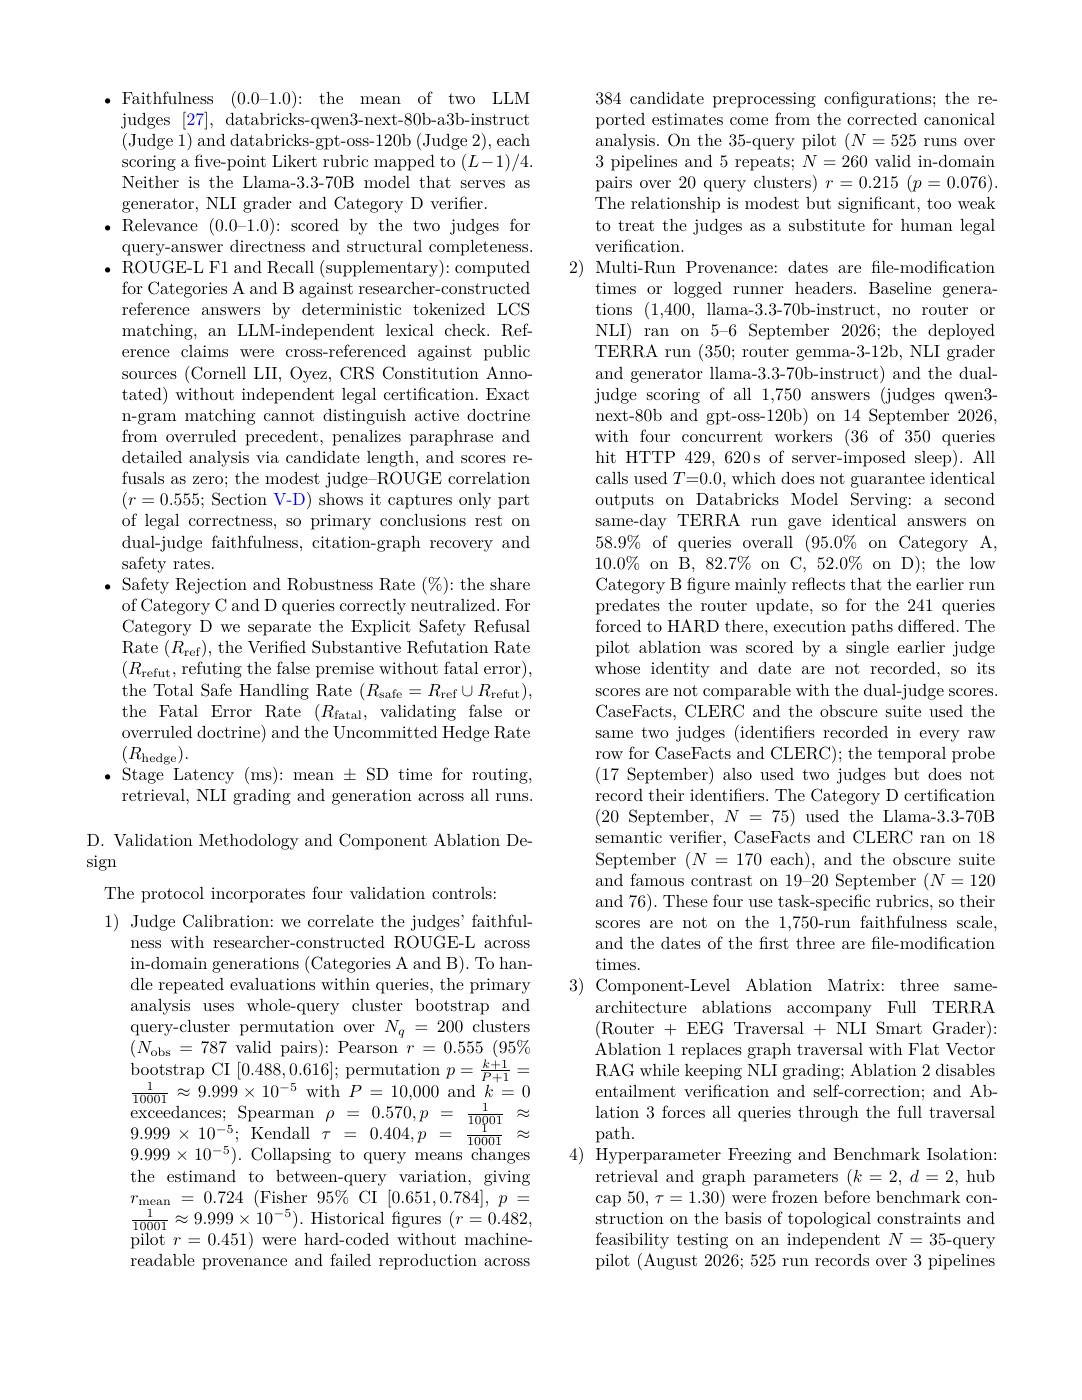 • Faithfulness (0.0–1.0): the mean of two LLM
judges [27], databricks-qwen3-next-80b-a3b-instruct
(Judge 1) and databricks-gpt-oss-120b (Judge 2), each
scoring a five-point Likert rubric mapped to (L−1)/4.
Neither is the Llama-3.3-70B model that serves as
generator, NLI grader and Category D verifier.
• Relevance (0.0–1.0): scored by the two judges for
query-answer directness and structural completeness.
• ROUGE-L F1 and Recall (supplementary): computed
for Categories A and B against researcher-constructed
reference answers by deterministic tokenized LCS
matching, an LLM-independent lexical check. Ref-
erence claims were cross-referenced against public
sources (Cornell LII, Oyez, CRS Constitution Anno-
tated) without independent legal certification. Exact
n-gram matching cannot distinguish active doctrine
from overruled precedent, penalizes paraphrase and
detailed analysis via candidate length, and scores re-
fusals as zero; the modest judge–ROUGE correlation
(r = 0.555; Section V-D) shows it captures only part
of legal correctness, so primary conclusions rest on
dual-judge faithfulness, citation-graph recovery and
safety rates.
• Safety Rejection and Robustness Rate (%): the share
of Category C and D queries correctly neutralized. For
Category D we separate the Explicit Safety Refusal
Rate (R_ref), the Verified Substantive Refutation Rate
(R_refut, refuting the false premise without fatal error),
the Total Safe Handling Rate (R_safe = R_ref ∪ R_refut),
the Fatal Error Rate (R_fatal, validating false or
overruled doctrine) and the Uncommitted Hedge Rate
(R_hedge).
• Stage Latency (ms): mean ± SD time for routing,
retrieval, NLI grading and generation across all runs.
D. Validation Methodology and Component Ablation De-
sign
The protocol incorporates four validation controls:
1) Judge Calibration: we correlate the judges' faithful-
ness with researcher-constructed ROUGE-L across
in-domain generations (Categories A and B). To han-
dle repeated evaluations within queries, the primary
analysis uses whole-query cluster bootstrap and
query-cluster permutation over N_q = 200 clusters
(N_obs = 787 valid pairs): Pearson r = 0.555 (95%
bootstrap CI [0.488, 0.616]; permutation p = (k+1)/(P+1) =
1/10001 ≈ 9.999 × 10^−5 with P = 10,000 and k = 0
exceedances; Spearman ρ = 0.570, p = 1/10001 ≈
9.999 × 10^−5; Kendall τ = 0.404, p = 1/10001 ≈
9.999 × 10^−5). Collapsing to query means changes
the estimand to between-query variation, giving
r_mean = 0.724 (Fisher 95% CI [0.651, 0.784], p =
1/10001 ≈ 9.999 × 10^−5). Historical figures (r = 0.482,
pilot r = 0.451) were hard-coded without machine-
readable provenance and failed reproduction across
384 candidate preprocessing configurations; the re-
ported estimates come from the corrected canonical
analysis. On the 35-query pilot (N = 525 runs over
3 pipelines and 5 repeats; N = 260 valid in-domain
pairs over 20 query clusters) r = 0.215 (p = 0.076).
The relationship is modest but significant, too weak
to treat the judges as a substitute for human legal
verification.
2) Multi-Run Provenance: dates are file-modification
times or logged runner headers. Baseline genera-
tions (1,400, llama-3.3-70b-instruct, no router or
NLI) ran on 5–6 September 2026; the deployed
TERRA run (350; router gemma-3-12b, NLI grader
and generator llama-3.3-70b-instruct) and the dual-
judge scoring of all 1,750 answers (judges qwen3-
next-80b and gpt-oss-120b) on 14 September 2026,
with four concurrent workers (36 of 350 queries
hit HTTP 429, 620 s of server-imposed sleep). All
calls used T=0.0, which does not guarantee identical
outputs on Databricks Model Serving: a second
same-day TERRA run gave identical answers on
58.9% of queries overall (95.0% on Category A,
10.0% on B, 82.7% on C, 52.0% on D); the low
Category B figure mainly reflects that the earlier run
predates the router update, so for the 241 queries
forced to HARD there, execution paths differed. The
pilot ablation was scored by a single earlier judge
whose identity and date are not recorded, so its
scores are not comparable with the dual-judge scores.
CaseFacts, CLERC and the obscure suite used the
same two judges (identifiers recorded in every raw
row for CaseFacts and CLERC); the temporal probe
(17 September) also used two judges but does not
record their identifiers. The Category D certification
(20 September, N = 75) used the Llama-3.3-70B
semantic verifier, CaseFacts and CLERC ran on 18
September (N = 170 each), and the obscure suite
and famous contrast on 19–20 September (N = 120
and 76). These four use task-specific rubrics, so their
scores are not on the 1,750-run faithfulness scale,
and the dates of the first three are file-modification
times.
3) Component-Level Ablation Matrix: three same-
architecture ablations accompany Full TERRA
(Router + EEG Traversal + NLI Smart Grader):
Ablation 1 replaces graph traversal with Flat Vector
RAG while keeping NLI grading; Ablation 2 disables
entailment verification and self-correction; and Ab-
lation 3 forces all queries through the full traversal
path.
4) Hyperparameter Freezing and Benchmark Isolation:
retrieval and graph parameters (k = 2, d = 2, hub
cap 50, τ = 1.30) were frozen before benchmark con-
struction on the basis of topological constraints and
feasibility testing on an independent N = 35-query
pilot (August 2026; 525 run records over 3 pipelines